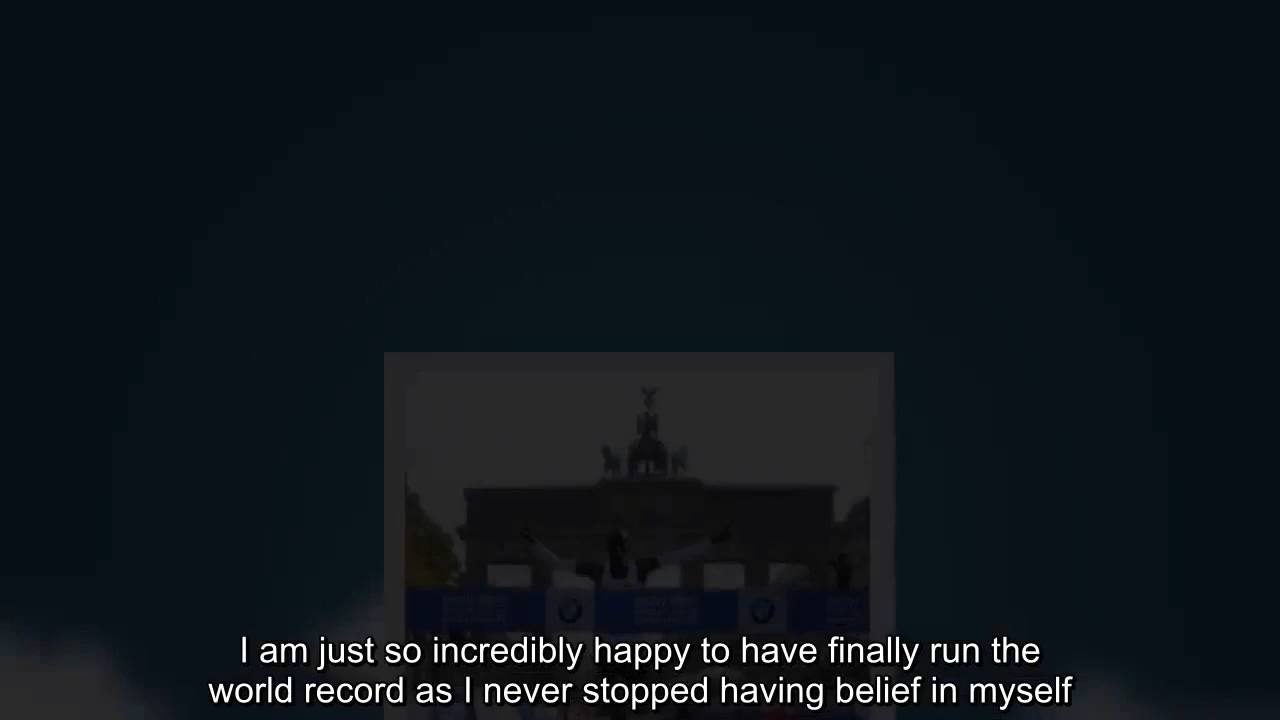 I am just so incredibly happy to have finally run the
world record as I never stopped having belief in myself